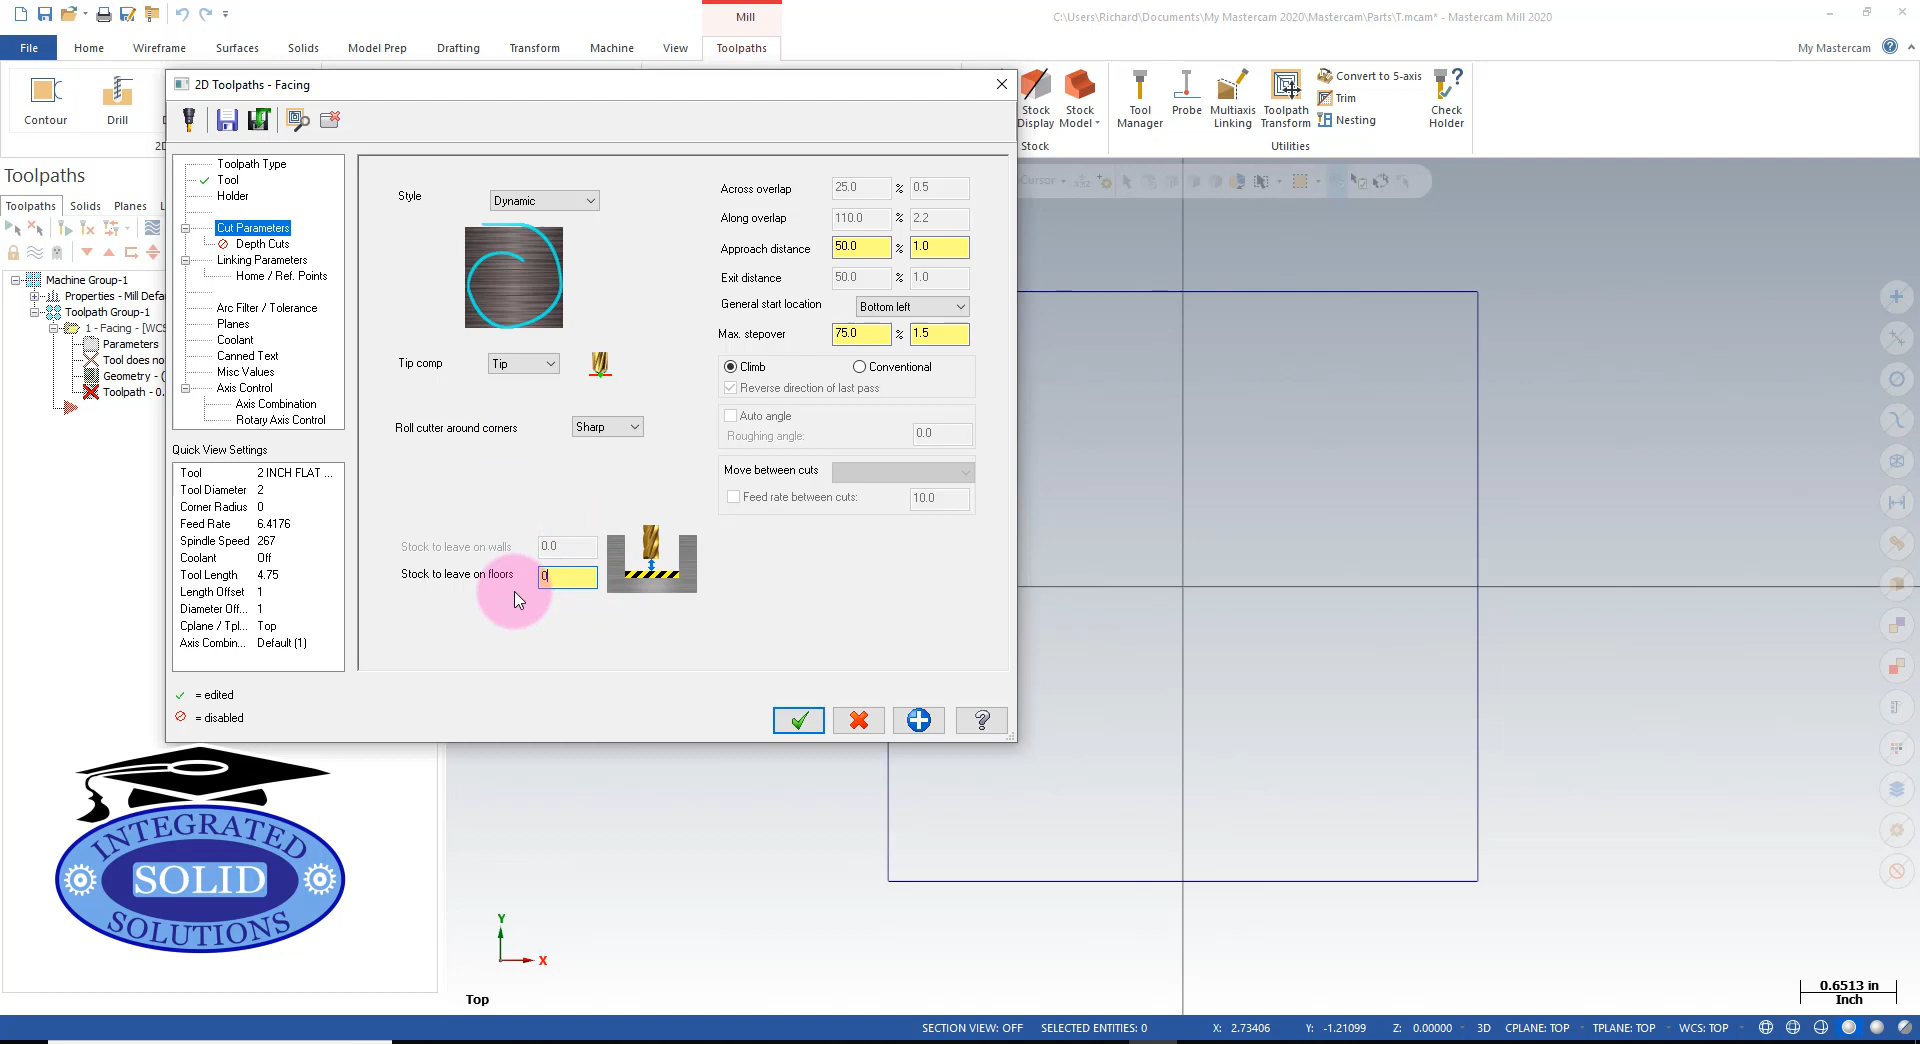 Mill
C:\Users\Richard\Documents\My Mastercam 2020\Mastercam\Parts\T.mcam* - Mastercam Mill 2020
File
Home
Wireframe
Surfaces
Solids
Model Prep
Drafting
Transform
Machine
View
Toolpaths
My Mastercam
Contour
Drill
2D
Stock Display
Stock Model
Stock
Tool Manager
Probe
Multiaxis Linking
Toolpath Transform
Convert to 5-axis
Trim
Nesting
Check Holder
Utilities
2D Toolpaths - Facing
Toolpaths
Toolpaths
Solids
Planes
L
Machine Group-1
Properties - Mill Defa
Toolpath Group-1
1 - Facing - [WCS
Parameters
Tool does no
Geometry - (
Toolpath - 0.
Toolpath Type
Tool
Holder
Cut Parameters
Depth Cuts
Linking Parameters
Home / Ref. Points
Arc Filter / Tolerance
Planes
Coolant
Canned Text
Misc Values
Axis Control
Axis Combination
Rotary Axis Control
Quick View Settings
Tool 2 INCH FLAT ...
Tool Diameter 2
Corner Radius 0
Feed Rate 6.4176
Spindle Speed 267
Coolant Off
Tool Length 4.75
Length Offset 1
Diameter Off... 1
Cplane / Tpl... Top
Axis Combin... Default (1)
= edited
= disabled
Style Dynamic
Tip comp Tip
Roll cutter around corners Sharp
Stock to leave on walls 0.0
Stock to leave on floors 0
Across overlap 25.0 % 0.5
Along overlap 110.0 % 2.2
Approach distance 50.0 % 1.0
Exit distance 50.0 % 1.0
General start location Bottom left
Max. stepover 75.0 % 1.5
Climb Conventional
Reverse direction of last pass
Auto angle
Roughing angle: 0.0
Move between cuts
Feed rate between cuts: 10.0
Cursor
INTEGRATED
SOLID
SOLUTIONS
Y
X
Top
0.6513 in
Inch
SECTION VIEW: OFF SELECTED ENTITIES: 0 X: 2.73406 Y: -1.21099 Z: 0.00000 3D CPLANE: TOP TPLANE: TOP WCS: TOP